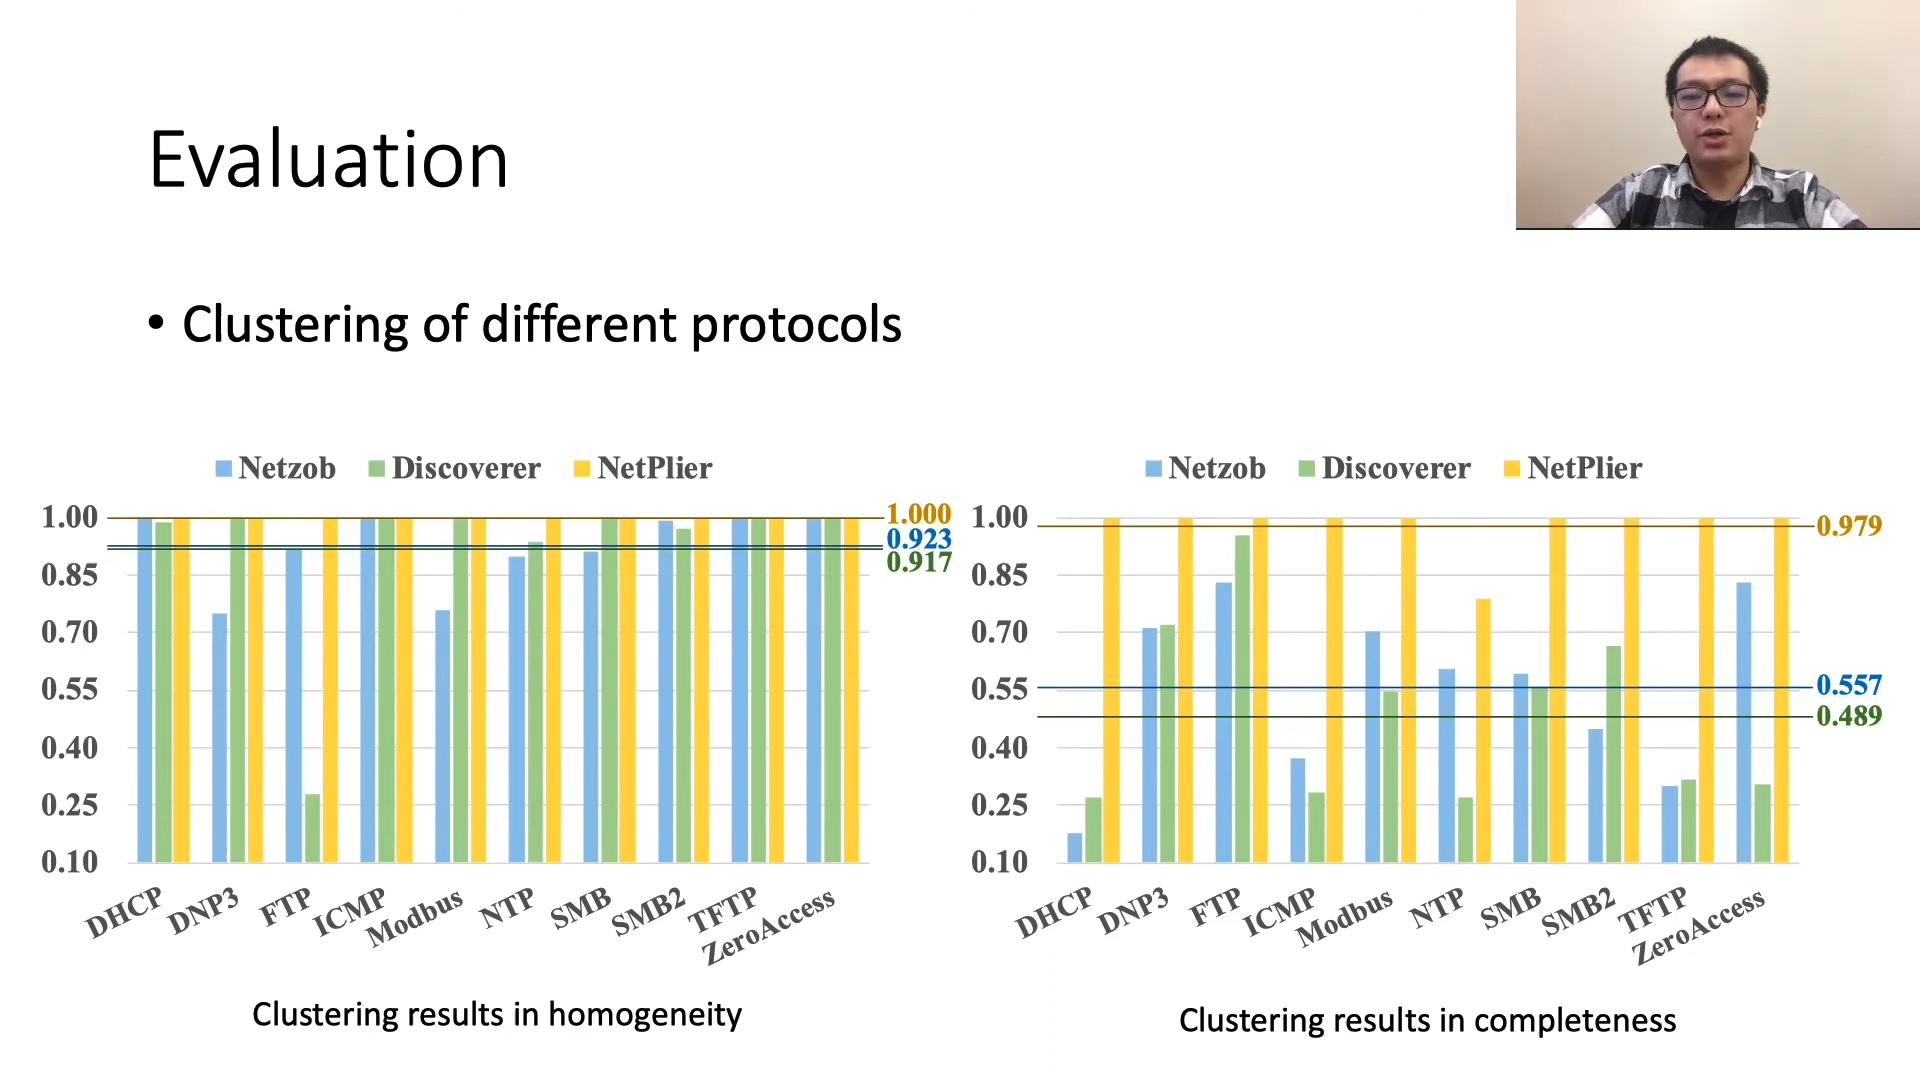 Evaluation
• Clustering of different protocols
Netzob Discoverer NetPlier
1.00
0.85
0.70
0.55
0.40
0.25
0.10
1.000
0.923
0.917
DHCP DNP3 FTP ICMP Modbus NTP SMB SMB2 TFTP ZeroAccess
Clustering results in homogeneity
Netzob Discoverer NetPlier
1.00
0.85
0.70
0.55
0.40
0.25
0.10
0.979
0.557
0.489
DHCP DNP3 FTP ICMP Modbus NTP SMB SMB2 TFTP ZeroAccess
Clustering results in completeness